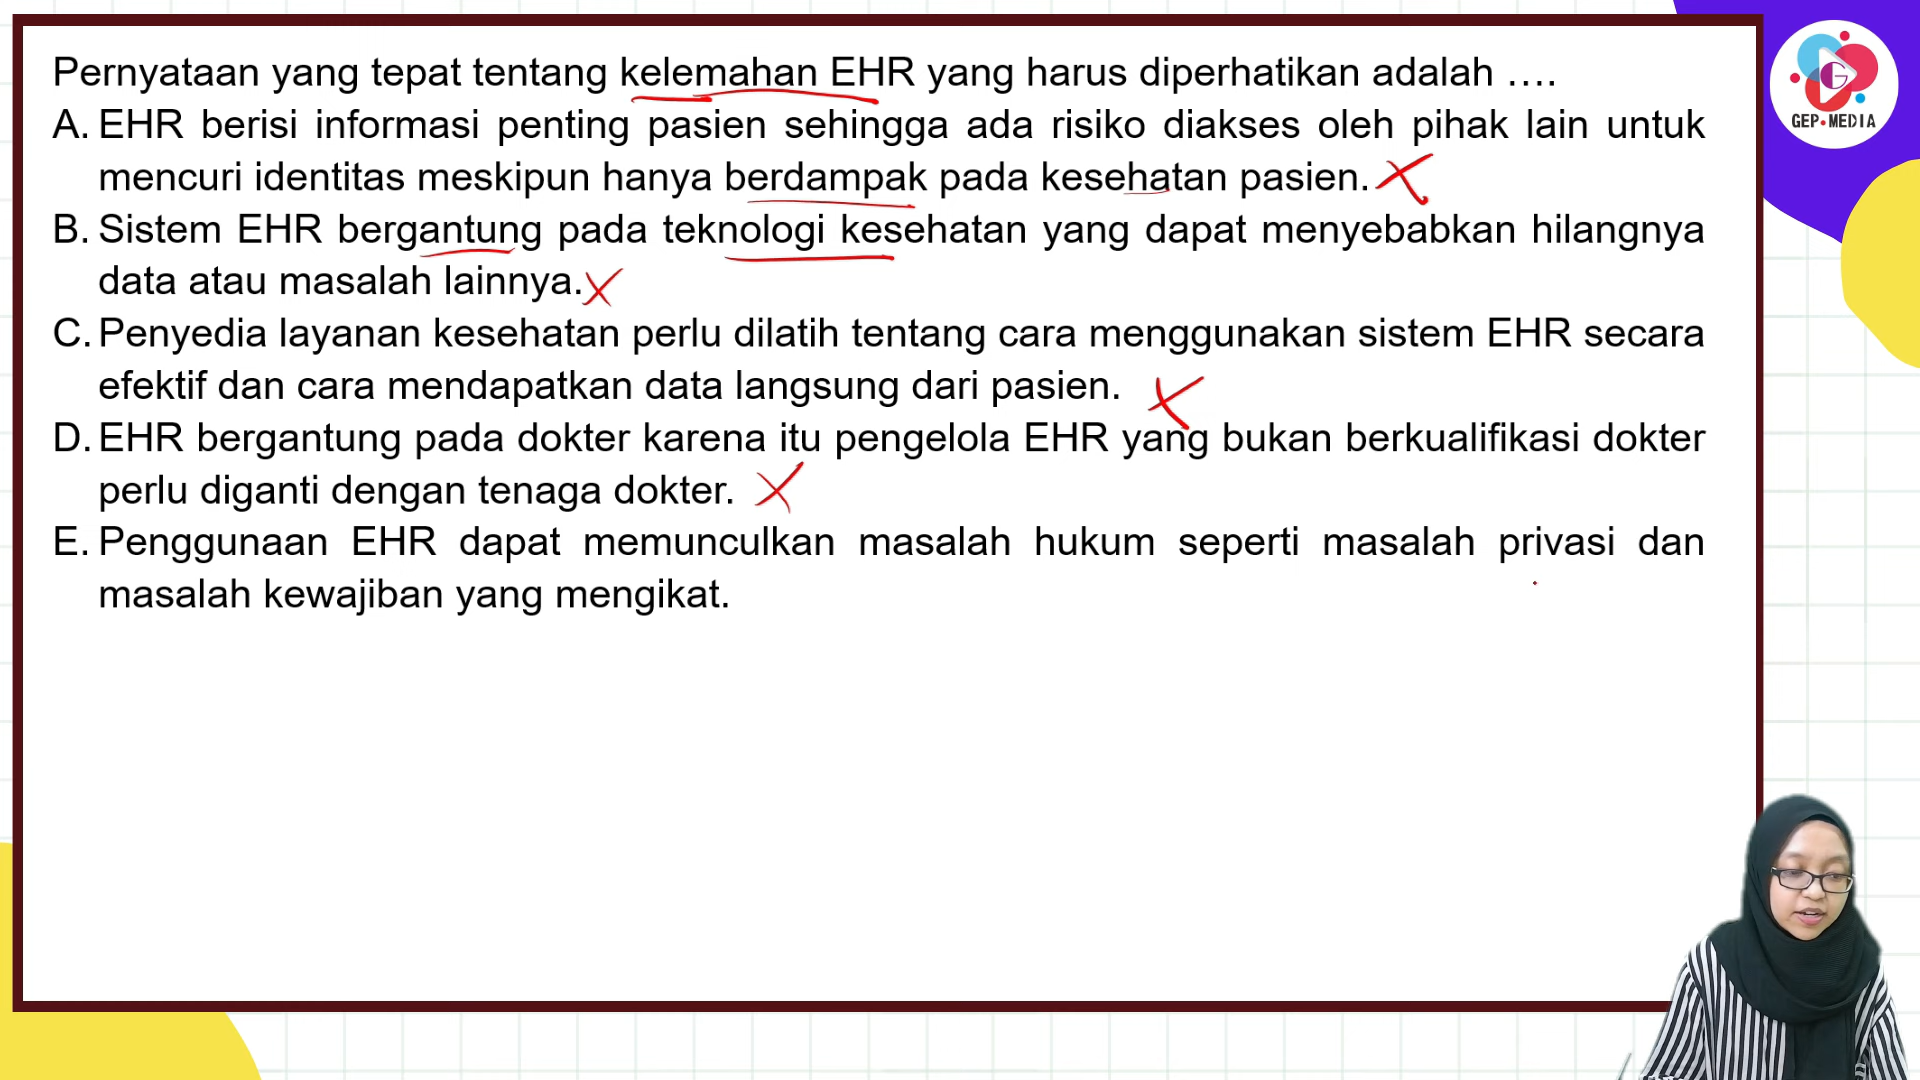 Pernyataan yang tepat tentang kelemahan EHR yang harus diperhatikan adalah ....
A. EHR berisi informasi penting pasien sehingga ada risiko diakses oleh pihak lain untuk
mencuri identitas meskipun hanya berdampak pada kesehatan pasien.
B. Sistem EHR bergantung pada teknologi kesehatan yang dapat menyebabkan hilangnya
data atau masalah lainnya.
C. Penyedia layanan kesehatan perlu dilatih tentang cara menggunakan sistem EHR secara
efektif dan cara mendapatkan data langsung dari pasien.
D. EHR bergantung pada dokter karena itu pengelola EHR yang bukan berkualifikasi dokter
perlu diganti dengan tenaga dokter.
E. Penggunaan EHR dapat memunculkan masalah hukum seperti masalah privasi dan
masalah kewajiban yang mengikat.
G
GEP•MEDIA